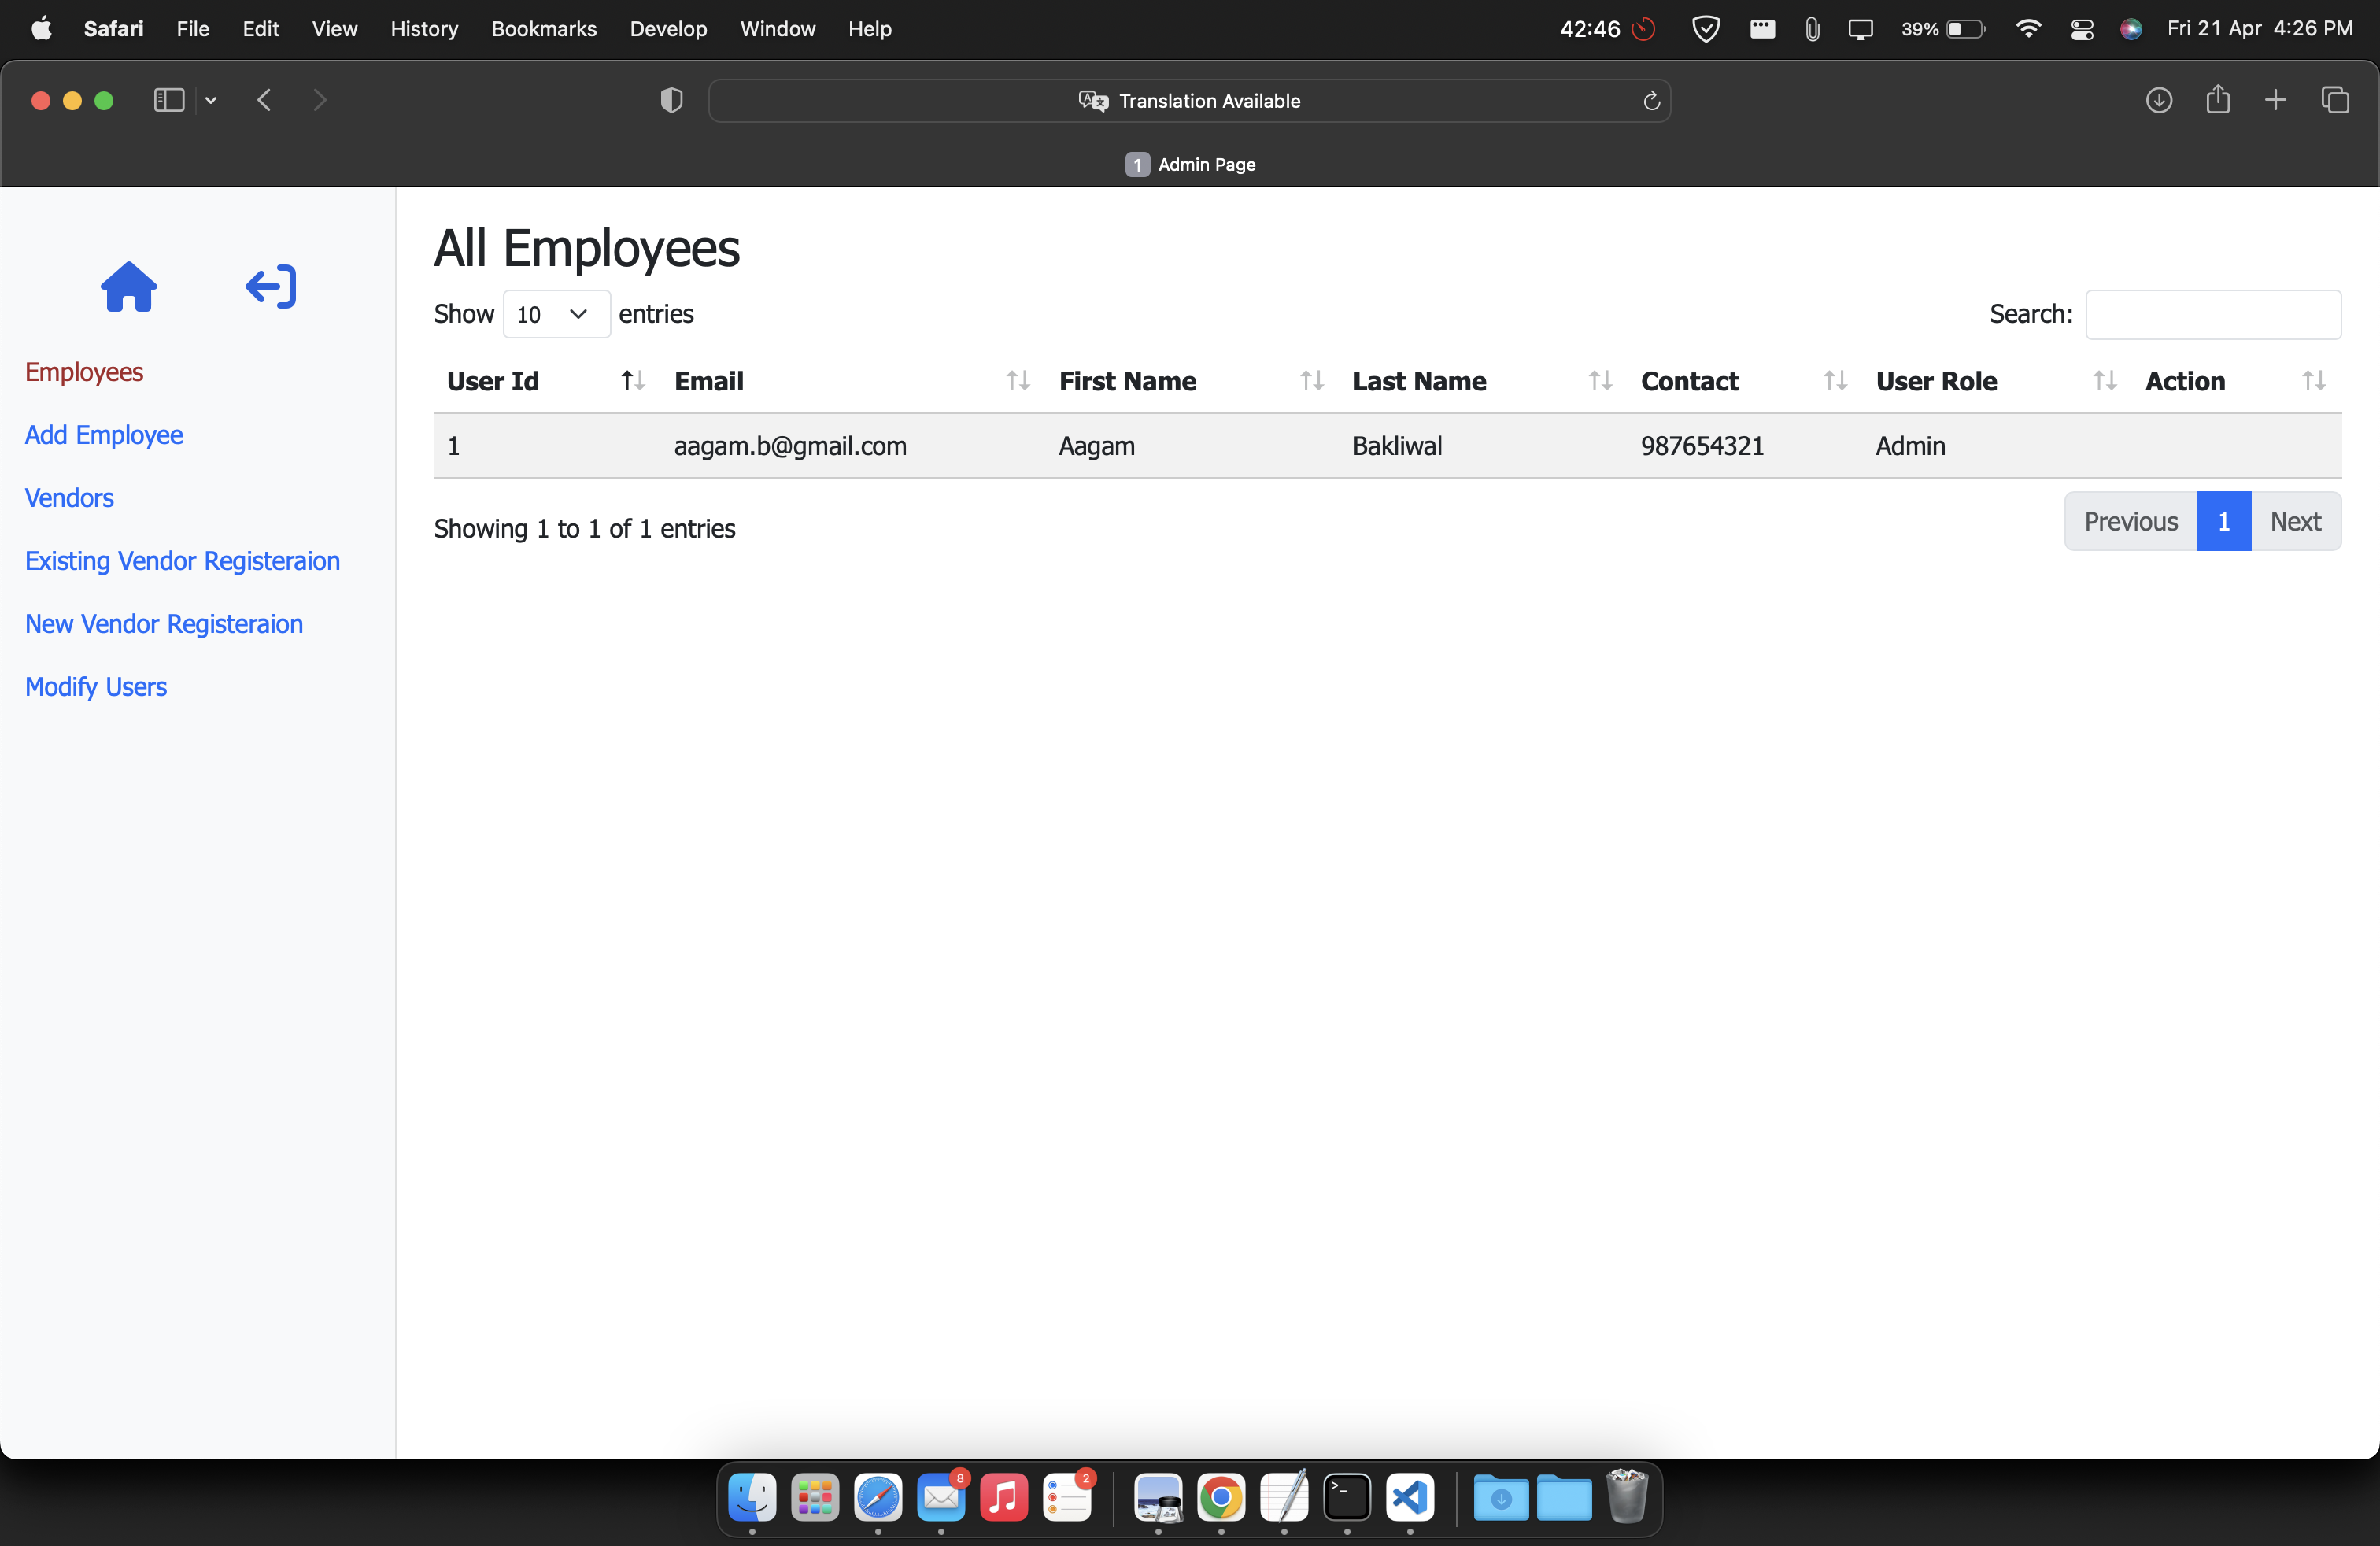 Safari File Edit View History Bookmarks Develop Window Help 42:46 39% Fri 21 Apr 4:26 PM
Translation Available
1 Admin Page
All Employees
Show 10 entries Search:
User Id Email First Name Last Name Contact User Role Action
1 aagam.b@gmail.com Aagam Bakliwal 987654321 Admin
Showing 1 to 1 of 1 entries Previous 1 Next
Employees
Add Employee
Vendors
Existing Vendor Registeraion
New Vendor Registeraion
Modify Users
8 2